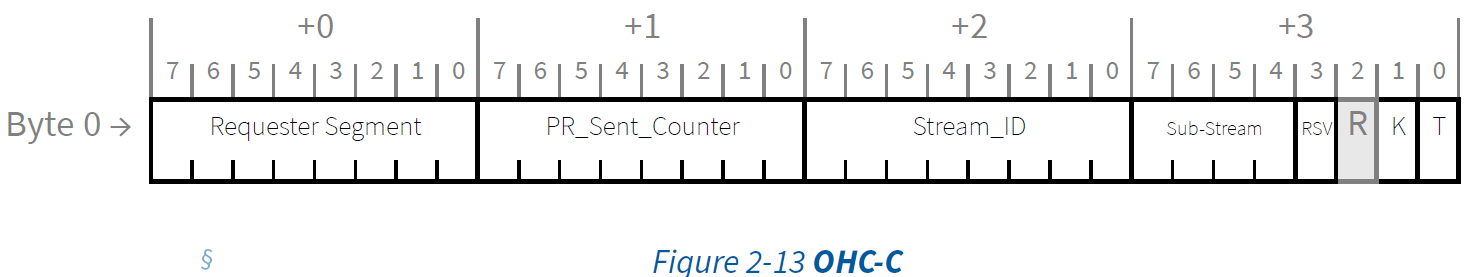 +0 +1 +2 +3
7 6 5 4 3 2 1 0 7 6 5 4 3 2 1 0 7 6 5 4 3 2 1 0 7 6 5 4 3 2 1 0
Byte 0 → Requester Segment PR_Sent_Counter Stream_ID Sub-Stream RSV R K T
§ Figure 2-13 OHC-C